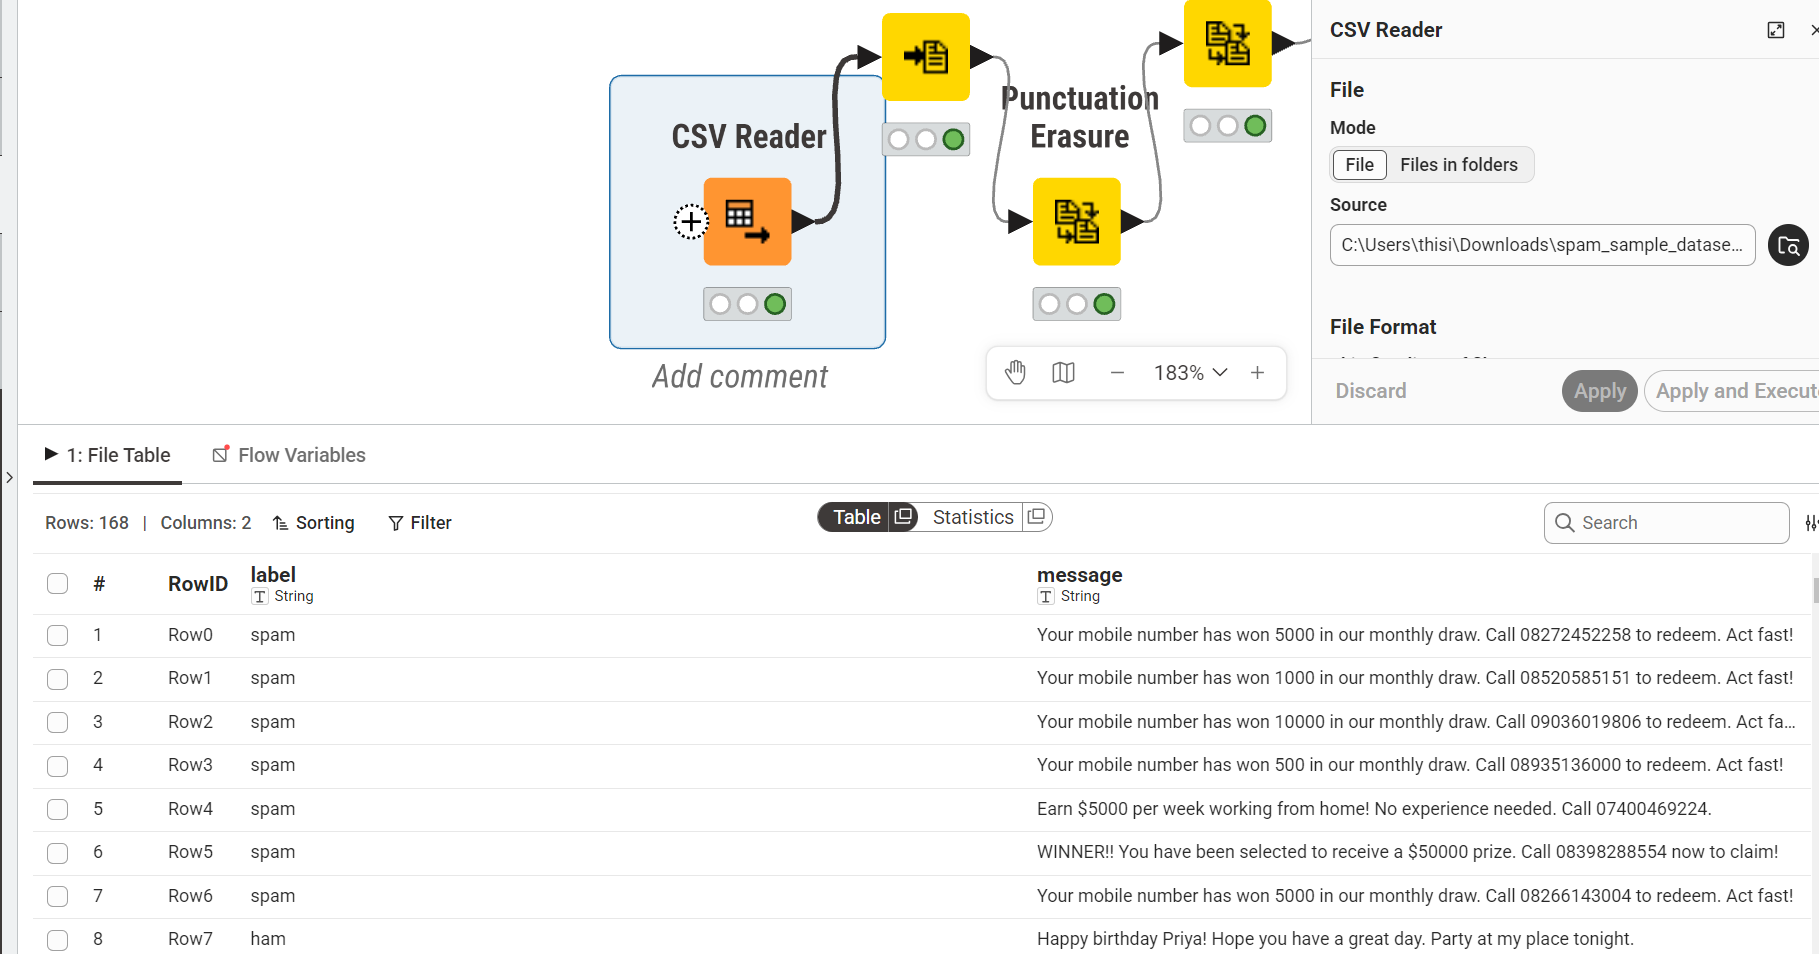 CSV Reader
Punctuation
Erasure
Add comment
183%
CSV Reader
File
Mode
File Files in folders
Source
C:\Users\thisi\Downloads\spam_sample_datase...
File Format
Discard Apply Apply and Execut
1: File Table Flow Variables
Rows: 168 | Columns: 2 Sorting Filter Table Statistics Search
# RowID label message
T String T String
1 Row0 spam Your mobile number has won 5000 in our monthly draw. Call 08272452258 to redeem. Act fast!
2 Row1 spam Your mobile number has won 1000 in our monthly draw. Call 08520585151 to redeem. Act fast!
3 Row2 spam Your mobile number has won 10000 in our monthly draw. Call 09036019806 to redeem. Act fa...
4 Row3 spam Your mobile number has won 500 in our monthly draw. Call 08935136000 to redeem. Act fast!
5 Row4 spam Earn $5000 per week working from home! No experience needed. Call 07400469224.
6 Row5 spam WINNER!! You have been selected to receive a $50000 prize. Call 08398288554 now to claim!
7 Row6 spam Your mobile number has won 5000 in our monthly draw. Call 08266143004 to redeem. Act fast!
8 Row7 ham Happy birthday Priya! Hope you have a great day. Party at my place tonight.